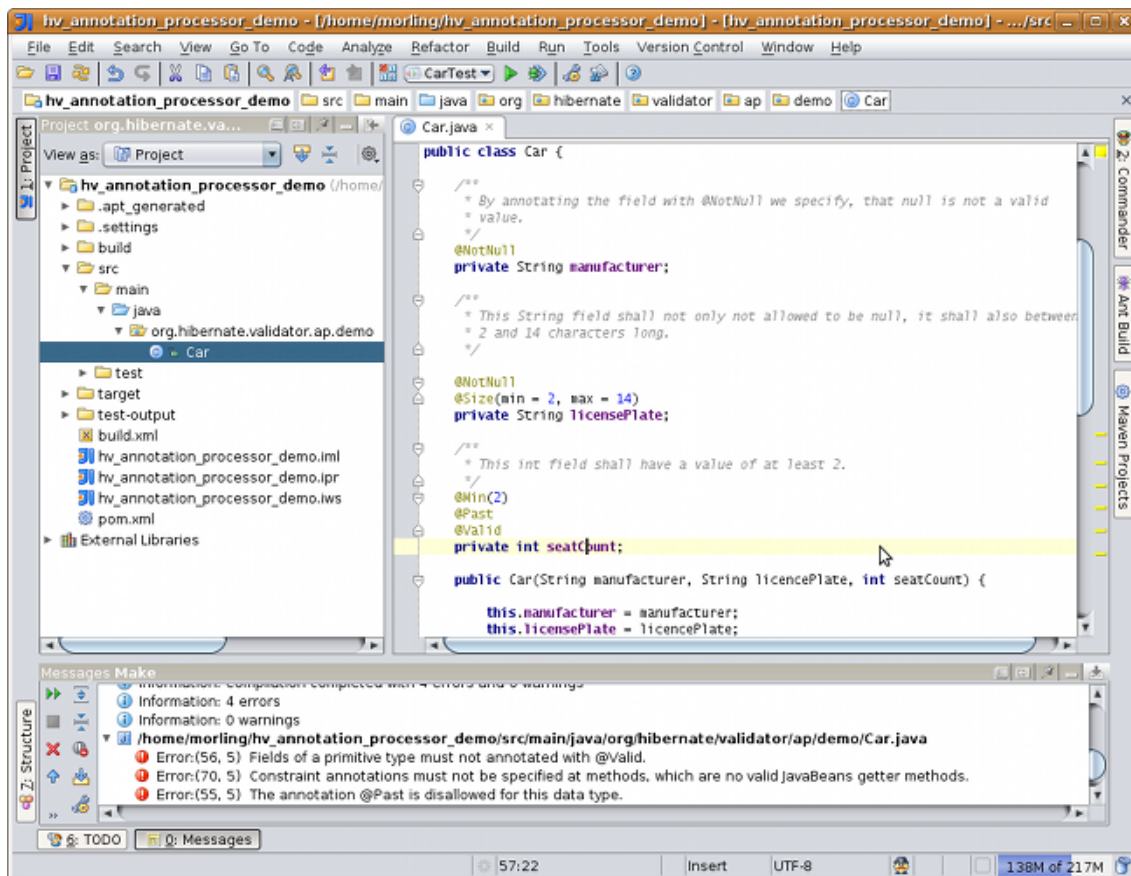 hv_annotation_processor_demo - [/home/morling/hv_annotation_processor_demo] - [hv_annotation_processor_demo] - .../src
File Edit Search View Go To Code Analyze Refactor Build Run Tools Version Control Window Help
CarTest
hv_annotation_processor_demo src main java org hibernate validator ap demo Car
Project org.hibernate.va...
View as: Project
1: Project
hv_annotation_processor_demo (/home/
.apt_generated
.settings
build
src
main
java
org.hibernate.validator.ap.demo
Car
test
target
test-output
build.xml
hv_annotation_processor_demo.iml
hv_annotation_processor_demo.ipr
hv_annotation_processor_demo.iws
pom.xml
External Libraries
Car.java
public class Car {
/**
* By annotating the field with @NotNull we specify, that null is not a valid
* value.
*/
@NotNull
private String manufacturer;
/**
* This String field shall not only not allowed to be null, it shall also between
* 2 and 14 characters long.
*/
@NotNull
@Size(min = 2, max = 14)
private String licensePlate;
/**
* This int field shall have a value of at least 2.
*/
@Min(2)
@Past
@Valid
private int seatCount;
public Car(String manufacturer, String licencePlate, int seatCount) {
this.manufacturer = manufacturer;
this.licensePlate = licencePlate;
2: Commander
Ant Build
Maven Projects
Messages Make
Information: Compilation completed with 4 errors and 0 warnings
Information: 4 errors
Information: 0 warnings
/home/morling/hv_annotation_processor_demo/src/main/java/org/hibernate/validator/ap/demo/Car.java
Error:(56, 5) Fields of a primitive type must not annotated with @Valid.
Error:(70, 5) Constraint annotations must not be specified at methods, which are no valid JavaBeans getter methods.
Error:(55, 5) The annotation @Past is disallowed for this data type.
7: Structure
6: TODO 0: Messages
57:22 Insert UTF-8 138M of 217M